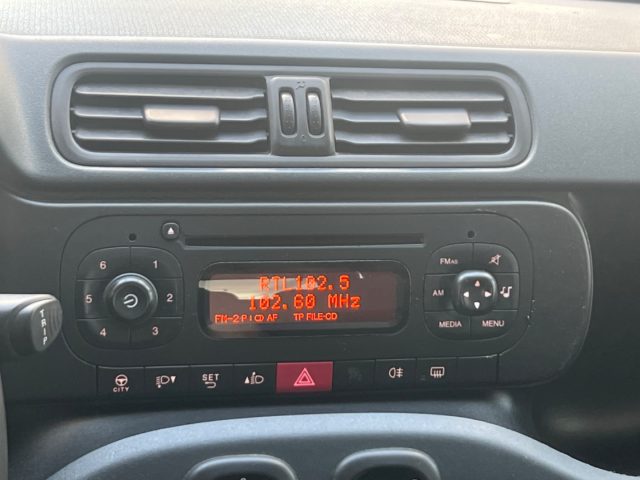 RTL102.5
102.60 MHz
FM-2:P I CD AF TP FILE-CD
6 1
5 2
4 3
FMAS
AM
MEDIA MENU
TRIP
CITY
SET